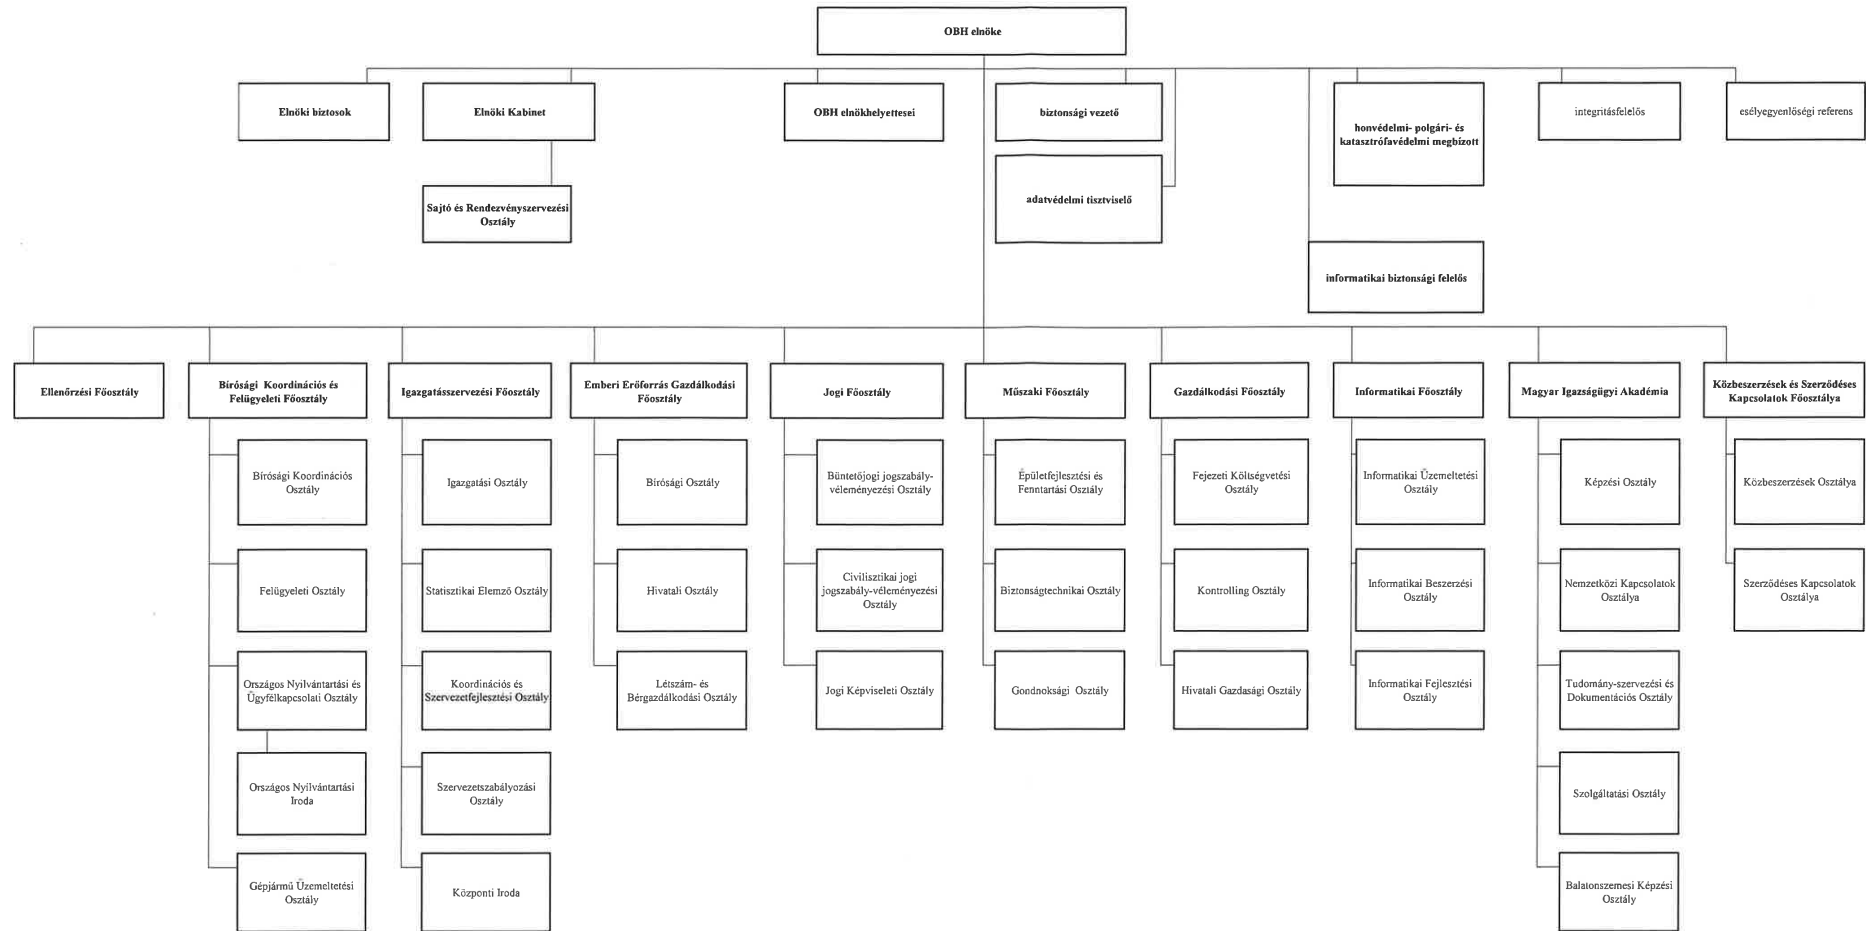 OBH elnöke
Elnöki biztosok
Elnöki Kabinet
OBH elnökhelyettesei
biztonsági vezető
honvédelmi- polgári- és
katasztrófavédelmi megbízott
integritásfelelős
esélyegyenlőségi referens
Sajtó és Rendezvényszervezési
Osztály
adatvédelmi tisztviselő
informatikai biztonsági felelős
Ellenőrzési Főosztály
Bírósági Koordinációs és
Felügyeleti Főosztály
Igazgatásszervezési Főosztály
Emberi Erőforrás Gazdálkodási
Főosztály
Jogi Főosztály
Műszaki Főosztály
Gazdálkodási Főosztály
Informatikai Főosztály
Magyar Igazságügyi Akadémia
Közbeszerzések és Szerződéses
Kapcsolatok Főosztálya
Bírósági Koordinációs
Osztály
Igazgatási Osztály
Bírósági Osztály
Büntetőjogi jogszabály-
véleményezési Osztály
Épületfejlesztési és
Fenntartási Osztály
Fejezeti Költségvetési
Osztály
Informatikai Üzemeltetési
Osztály
Képzési Osztály
Közbeszerzések Osztálya
Felügyeleti Osztály
Statisztikai Elemző Osztály
Hivatali Osztály
Civilisztikai jogi
jogszabály-véleményezési
Osztály
Biztonságtechnikai Osztály
Kontrolling Osztály
Informatikai Beszerzési
Osztály
Nemzetközi Kapcsolatok
Osztálya
Szerződéses Kapcsolatok
Osztálya
Országos Nyilvántartási és
Ügyfélkapcsolati Osztály
Koordinációs és
Szervezetfejlesztési Osztály
Létszám- és
Bérgazdálkodási Osztály
Jogi Képviseleti Osztály
Gondnoksági Osztály
Hivatali Gazdasági Osztály
Informatikai Fejlesztési
Osztály
Tudomány-szervezési és
Dokumentációs Osztály
Országos Nyilvántartási
Iroda
Szervezetszabályozási
Osztály
Szolgáltatási Osztály
Gépjármű Üzemeltetési
Osztály
Központi Iroda
Balatonszemesi Képzési
Osztály